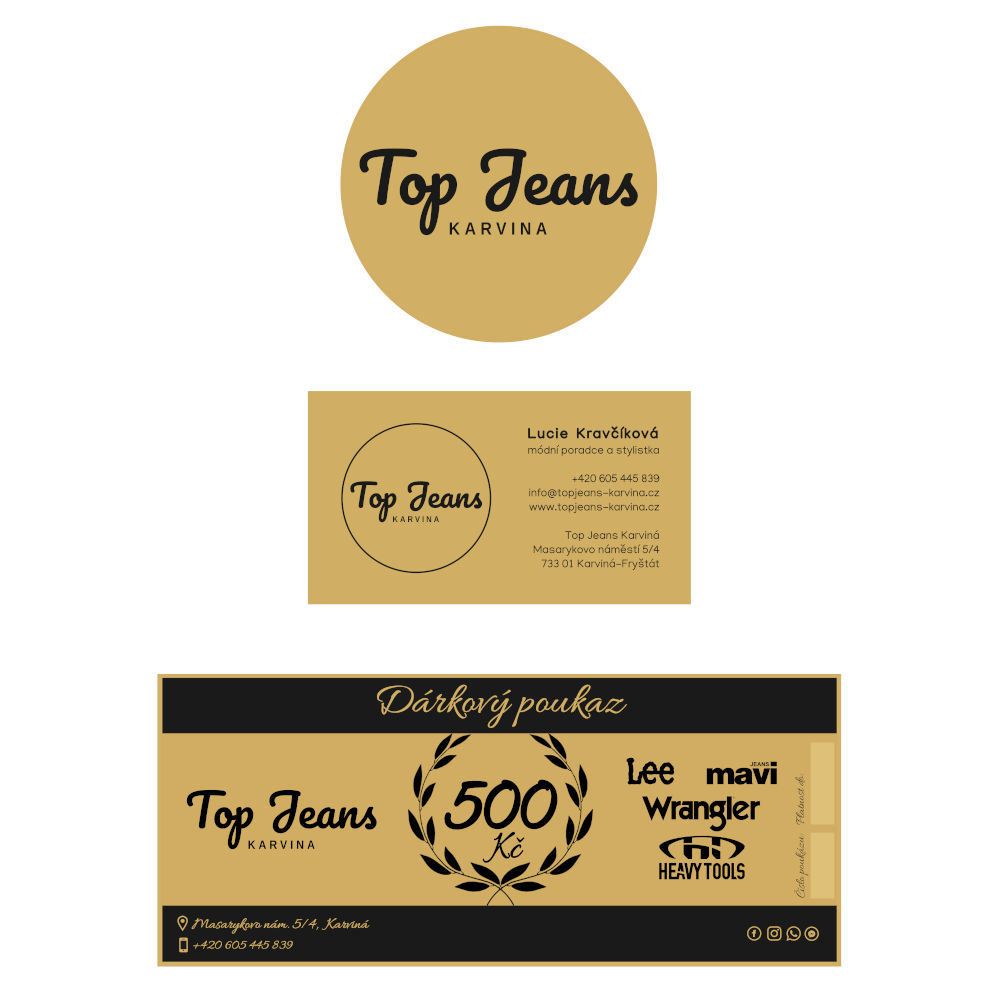 Top Jeans
KARVINA
Top Jeans
KARVINA
Lucie Kravčíková
módní poradce a stylistka
+420 605 445 839
info@topjeans-karvina.cz
www.topjeans-karvina.cz
Top Jeans Karviná
Masarykovo náměstí 5/4
733 01 Karviná-Fryštát
Dárkový poukaz
Top Jeans
KARVINA
500
Kč
Lee
JEANS
mavi
Wrangler
HEAVY TOOLS
Platnost do:
Číslo poukazu:
Masarykovo nám. 5/4, Karviná
+420 605 445 839